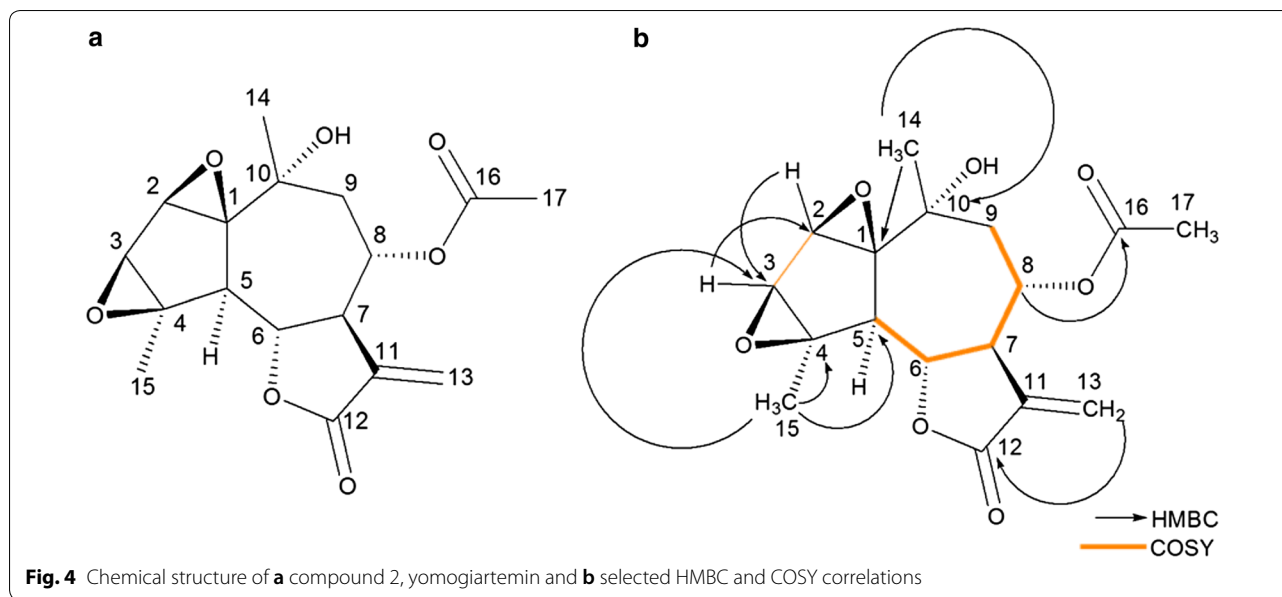 a
14
OH
O
O
10
2
1
9
16
17
3
8
O
5
O
4
6
7
H
11
15
O
13
12
O
b
14
H₃C
H
OH
O
O
17
2
10
16
9
1
CH₃
3
8
H
O
5
O
4
7
6
11
13
H
H₃C
CH₂
15
O
12
O
HMBC
COSY
Fig. 4 Chemical structure of a compound 2, yomogiartemin and b selected HMBC and COSY correlations